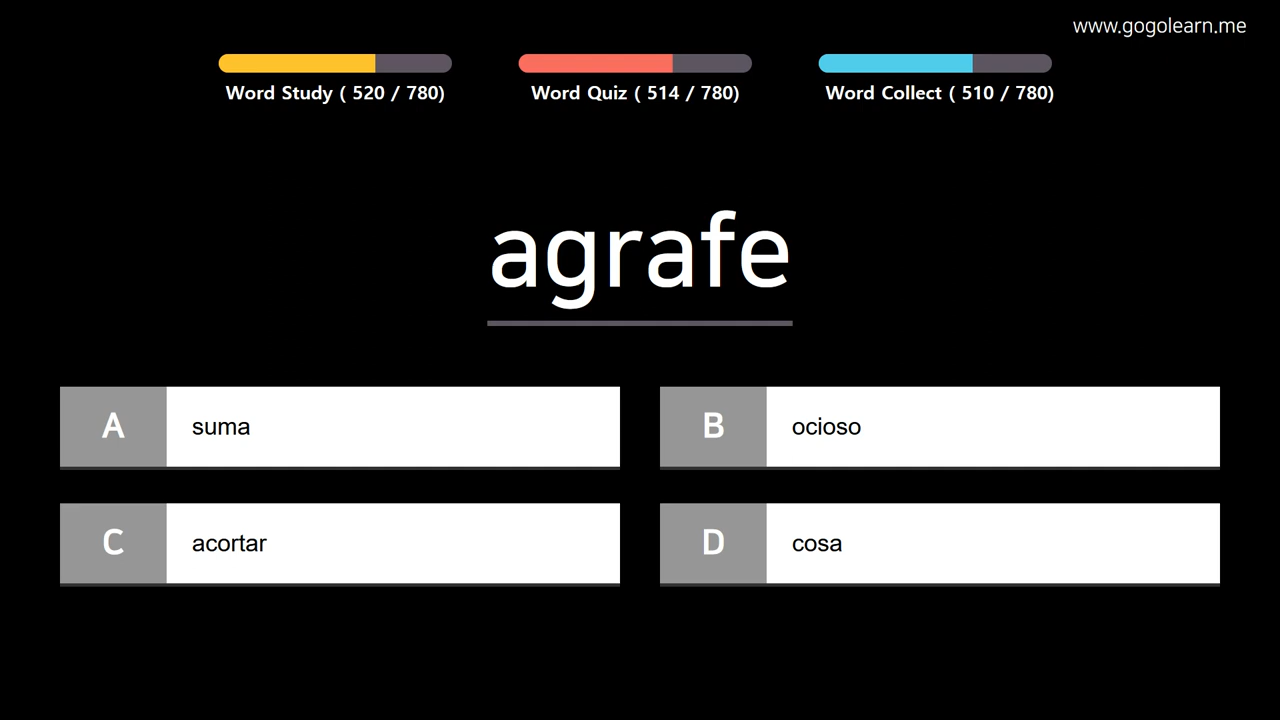 www.gogolearn.me
Word Study ( 520 / 780)
Word Quiz ( 514 / 780)
Word Collect ( 510 / 780)
agrafe
A suma
B ocioso
C acortar
D cosa